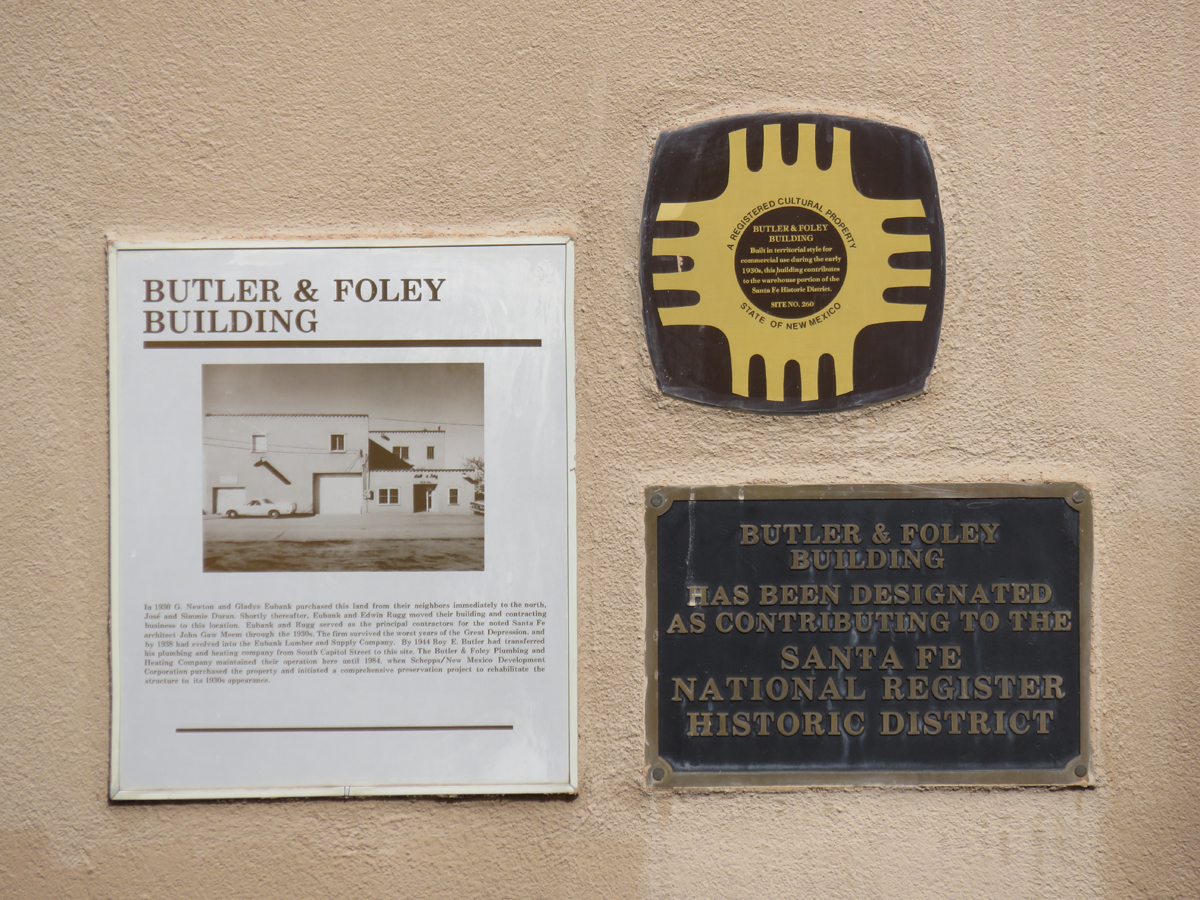 BUTLER & FOLEY
BUILDING
In 1930 G. Newton and Gladys Eubank purchased this land from their neighbors immediately to the north,
José and Simmie Duran. Shortly thereafter, Eubank and Edwin Rugg moved their building and contracting
business to this location. Eubank and Rugg served as the principal contractors for the noted Santa Fe
architect John Gaw Meem through the 1930s. The firm survived the worst years of the Great Depression, and
by 1938 had evolved into the Eubank Lumber and Supply Company. By 1944 Roy E. Butler had transferred
his plumbing and heating company from South Capitol Street to this site. The Butler & Foley Plumbing and
Heating Company maintained their operation here until 1984, when Schepps/New Mexico Development
Corporation purchased the property and initiated a comprehensive preservation project to rehabilitate the
structure to its 1930s appearance.
A REGISTERED CULTURAL PROPERTY
BUTLER & FOLEY
BUILDING
Built in territorial style for
commercial use during the early
1930s, this building contributes
to the warehouse portion of the
Santa Fe Historic District.
SITE NO. 260
STATE OF NEW MEXICO
BUTLER & FOLEY
BUILDING
HAS BEEN DESIGNATED
AS CONTRIBUTING TO THE
SANTA FE
NATIONAL REGISTER
HISTORIC DISTRICT